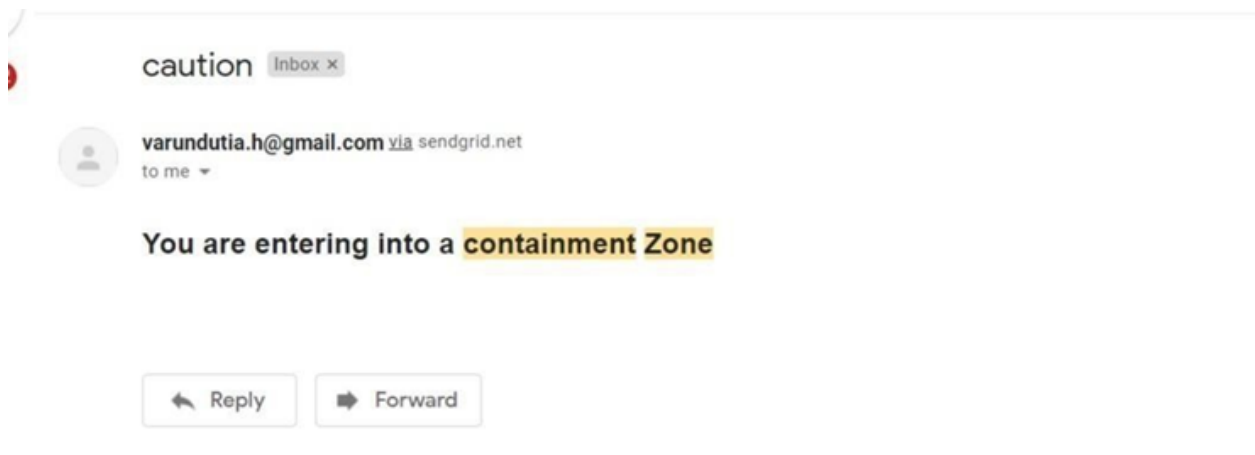 caution Inbox ×
varundutia.h@gmail.com via sendgrid.net
to me
You are entering into a containment Zone
Reply Forward